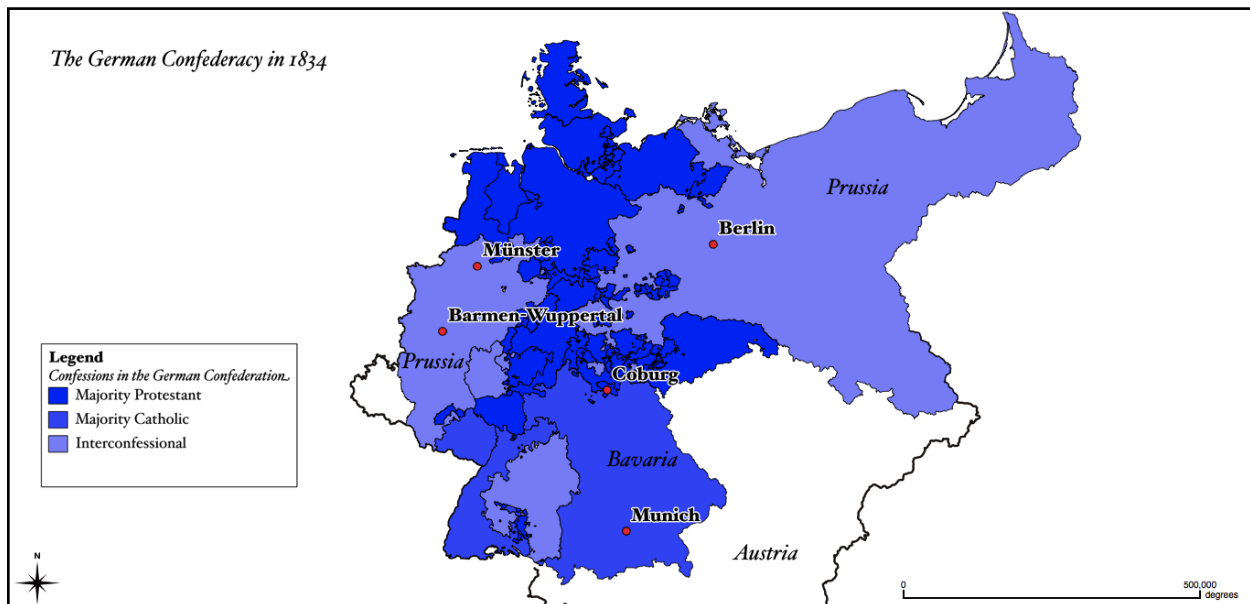 The German Confederacy in 1834
Prussia
Berlin
Münster
Barmen-Wuppertal
Prussia
Coburg
Bavaria
Munich
Austria
Legend
Confessions in the German Confederation.
Majority Protestant
Majority Catholic
Interconfessional
N
0 500,000
degrees